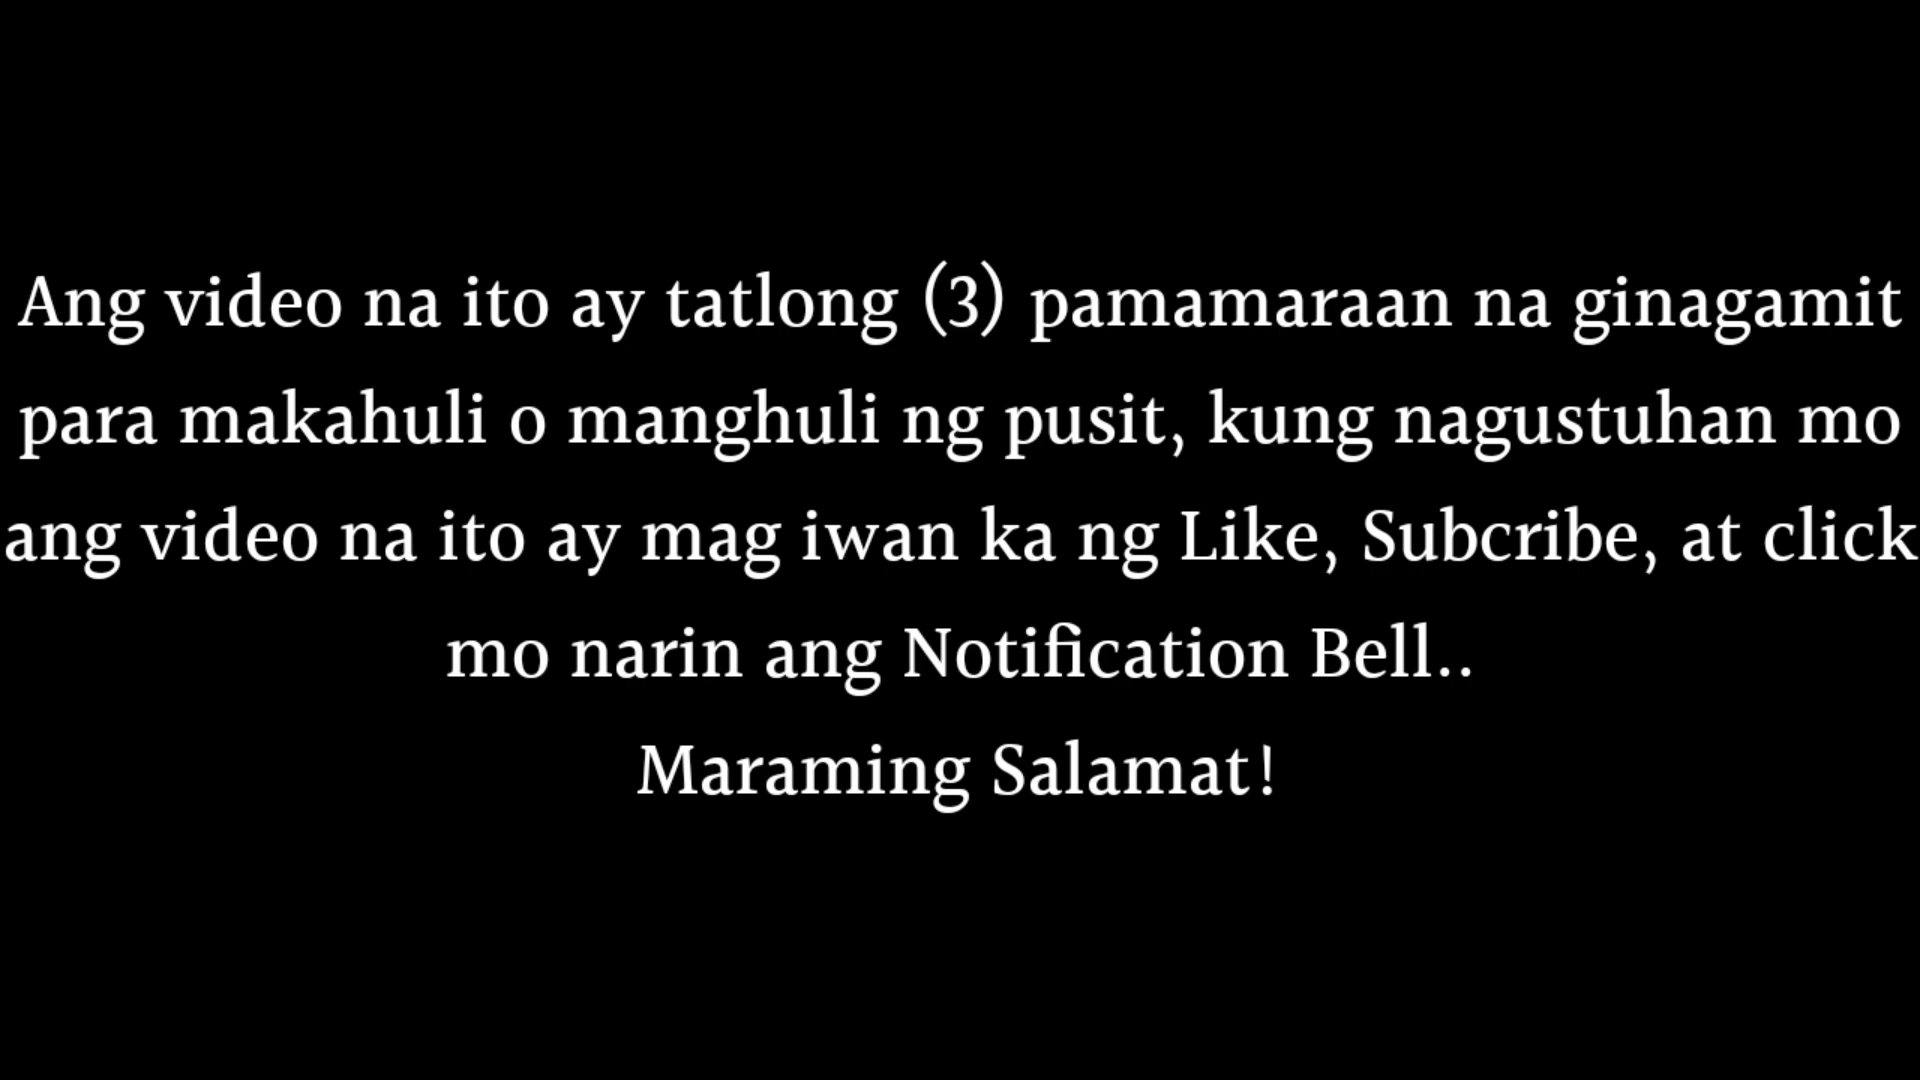 Ang video na ito ay tatlong (3) pamamaraan na ginagamit
para makahuli o manghuli ng pusit, kung nagustuhan mo
ang video na ito ay mag iwan ka ng Like, Subcribe, at click
mo narin ang Notification Bell..
Maraming Salamat!